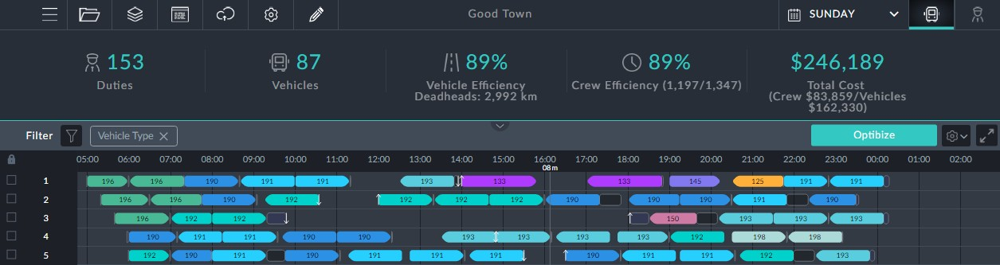 Good Town
SUNDAY
153
Duties
87
Vehicles
89%
Vehicle Efficiency
Deadheads: 2,992 km
89%
Crew Efficiency (1,197/1,347)
$246,189
Total Cost
(Crew $83,859/Vehicles
$162,330)
Filter
Vehicle Type
Optibize
05:00 06:00 07:00 08:00 09:00 10:00 11:00 12:00 13:00 14:00 15:00 16:00 17:00 18:00 19:00 20:00 21:00 22:00 23:00 00:00 01:00 02:00
08m
1 196 196 190 191 191 193 133 133 145 125 191 191
2 196 196 190 192 192 192 192 190 190 190 191 190
3 196 192 192 150 193 193 193
4 190 191 191 190 190 193 193 193 193 192 198 198
5 192 190 191 190 191 191 191 190 191 191 192 193